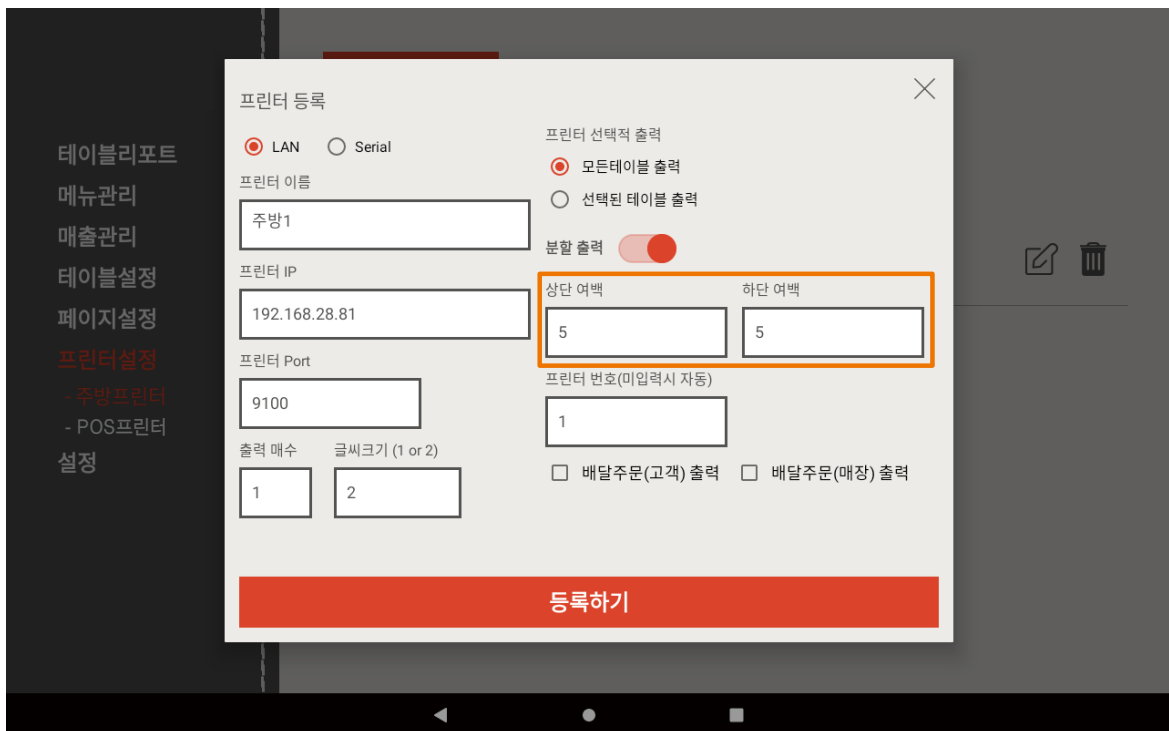 테이블리포트
메뉴관리
매출관리
테이블설정
페이지설정
프린터설정
- 주방프린터
- POS프린터
설정
프린터 등록
LAN
Serial
프린터 이름
주방1
프린터 IP
192.168.28.81
프린터 Port
9100
출력 매수
글씨크기 (1 or 2)
1
2
프린터 선택적 출력
모든테이블 출력
선택된 테이블 출력
분할 출력
상단 여백
하단 여백
5
5
프린터 번호(미입력시 자동)
1
배달주문(고객) 출력
배달주문(매장) 출력
등록하기